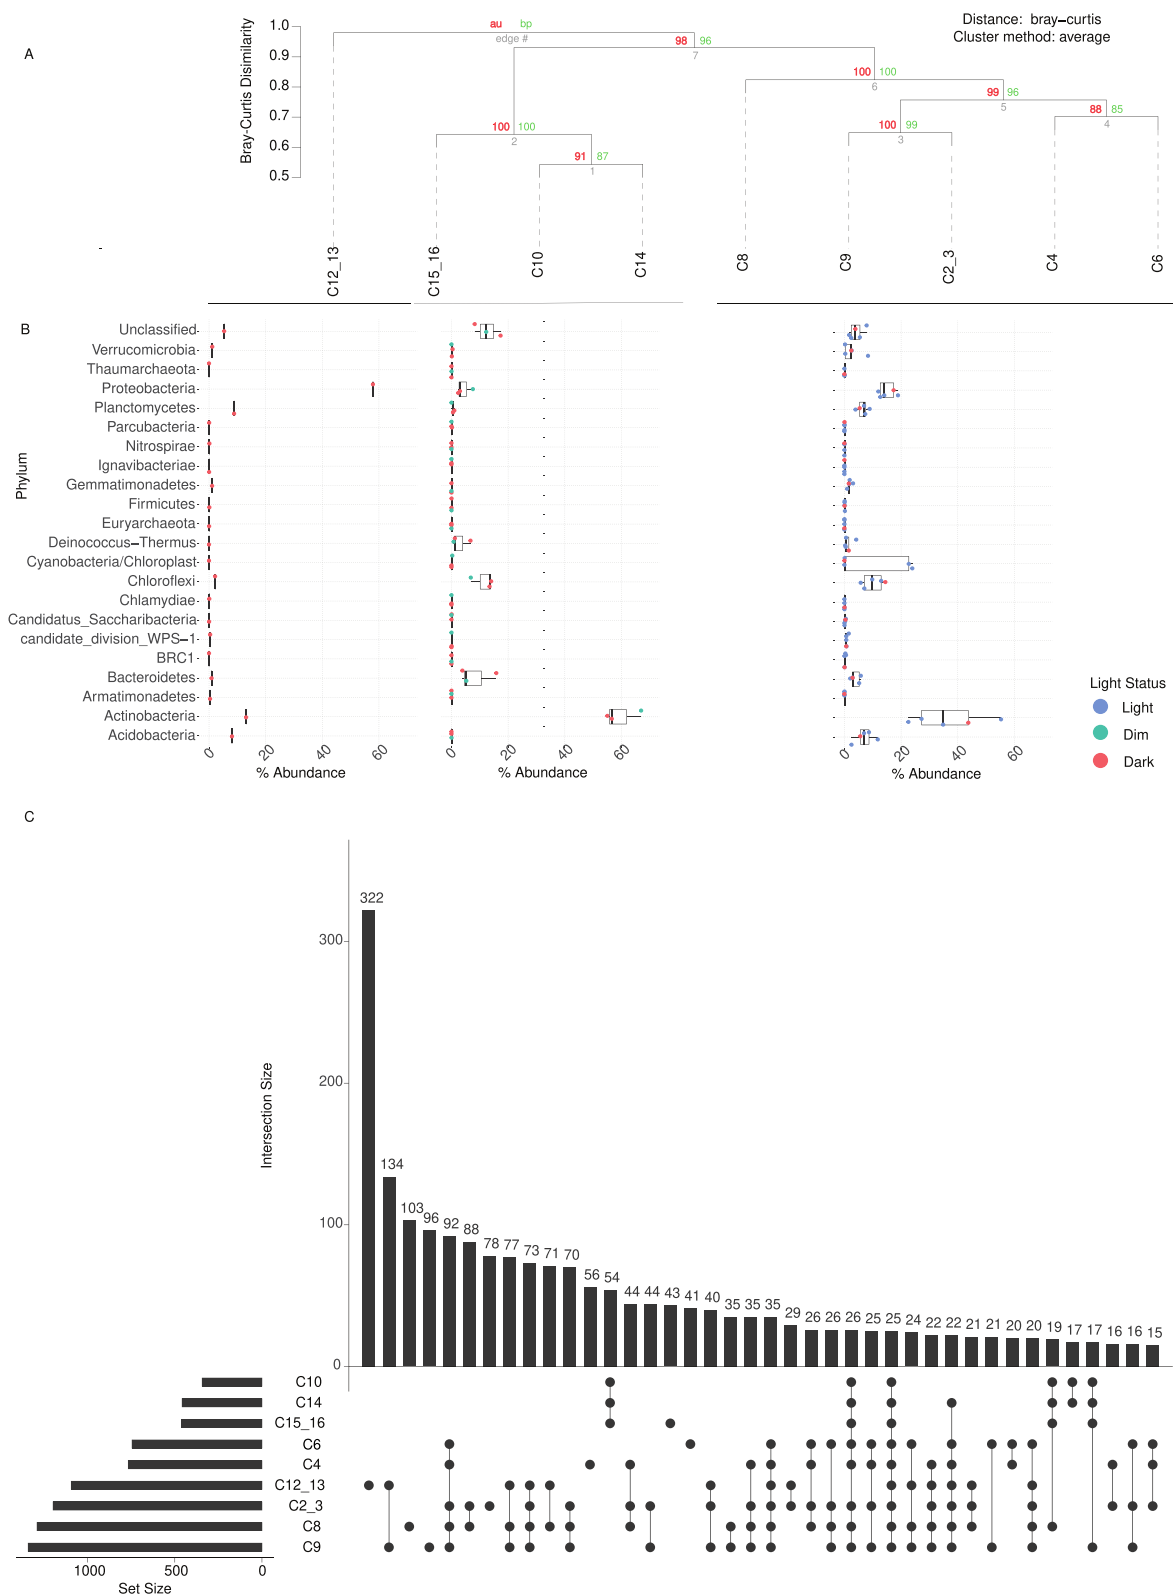 A
Bray-Curtis Disimilarity
1.0
0.9
0.8
0.7
0.6
0.5
au bp
edge #
Distance: bray-curtis
Cluster method: average
98 96
7
100 100
6
99 96
5
88 85
4
100 99
3
100 100
2
91 87
1
C12_13
C15_16
C10
C14
C8
C9
C2_3
C4
C6
B
Phylum
Unclassified
Verrucomicrobia
Thaumarchaeota
Proteobacteria
Planctomycetes
Parcubacteria
Nitrospirae
Ignavibacteriae
Gemmatimonadetes
Firmicutes
Euryarchaeota
Deinococcus-Thermus
Cyanobacteria/Chloroplast
Chloroflexi
Chlamydiae
Candidatus_Saccharibacteria
candidate_division_WPS-1
BRC1
Bacteroidetes
Armatimonadetes
Actinobacteria
Acidobacteria
0 20 40 60
% Abundance
0 20 40 60
% Abundance
0 20 40 60
% Abundance
Light Status
Light
Dim
Dark
C
Intersection Size
300
200
100
0
322
134
103
96
92
88
78
77
73
71
70
56
54
44
44
43
41
40
35
35
35
29
26
26
26
25
25
24
22
22
21
21
20
20
19
17
17
16
16
15
C10
C14
C15_16
C6
C4
C12_13
C2_3
C8
C9
1000 500 0
Set Size